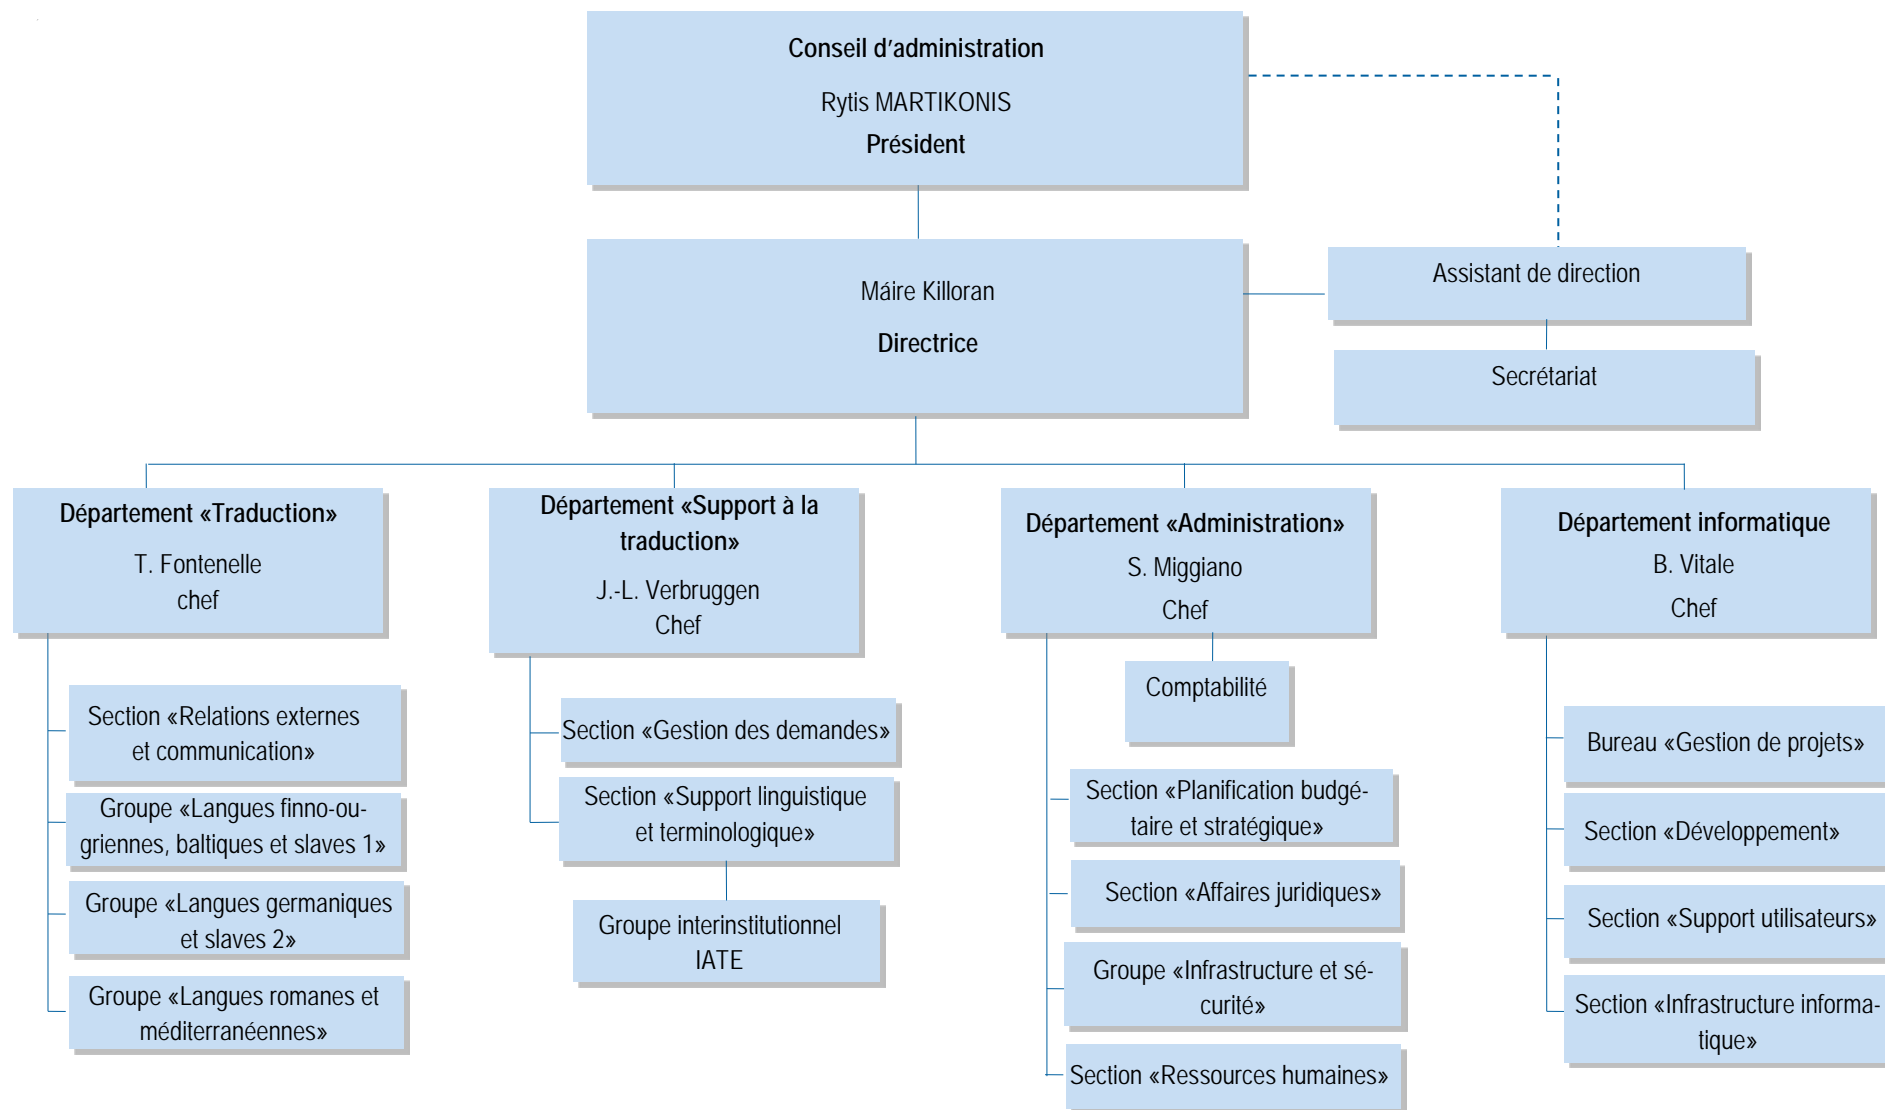 Conseil d'administration
Rytis MARTIKONIS
Président
Máire Killoran
Directrice
Assistant de direction
Secrétariat
Département «Traduction»
T. Fontenelle
chef
Section «Relations externes
et communication»
Groupe «Langues finno-ou-
griennes, baltiques et slaves 1»
Groupe «Langues germaniques
et slaves 2»
Groupe «Langues romanes et
méditerranéennes»
Département «Support à la
traduction»
J.-L. Verbruggen
Chef
Section «Gestion des demandes»
Section «Support linguistique
et terminologique»
Groupe interinstitutionnel
IATE
Département «Administration»
S. Miggiano
Chef
Comptabilité
Section «Planification budgé-
taire et stratégique»
Section «Affaires juridiques»
Groupe «Infrastructure et sé-
curité»
Section «Ressources humaines»
Département informatique
B. Vitale
Chef
Bureau «Gestion de projets»
Section «Développement»
Section «Support utilisateurs»
Section «Infrastructure informa-
tique»